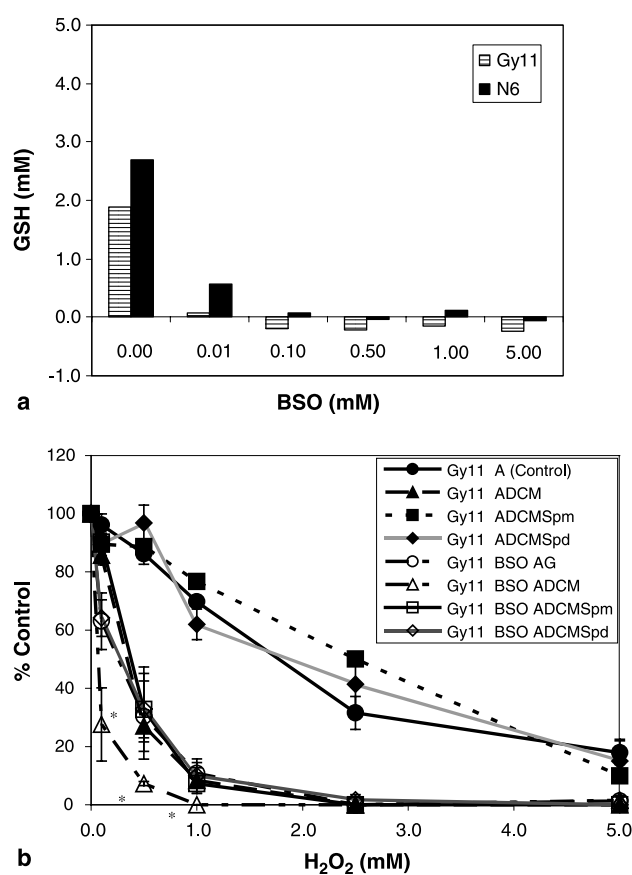 5.0
4.0
3.0
2.0
1.0
0.0
-1.0
GSH (mM)
Gy11
N6
0.00 0.01 0.10 0.50 1.00 5.00
a
BSO (mM)
120
100
80
60
40
20
0
% Control
Gy11 A (Control)
Gy11 ADCM
Gy11 ADCMSpm
Gy11 ADCMSpd
Gy11 BSO AG
Gy11 BSO ADCM
Gy11 BSO ADCMSpm
Gy11 BSO ADCMSpd
*
*
*
0.0 1.0 2.0 3.0 4.0 5.0
b
H₂O₂ (mM)